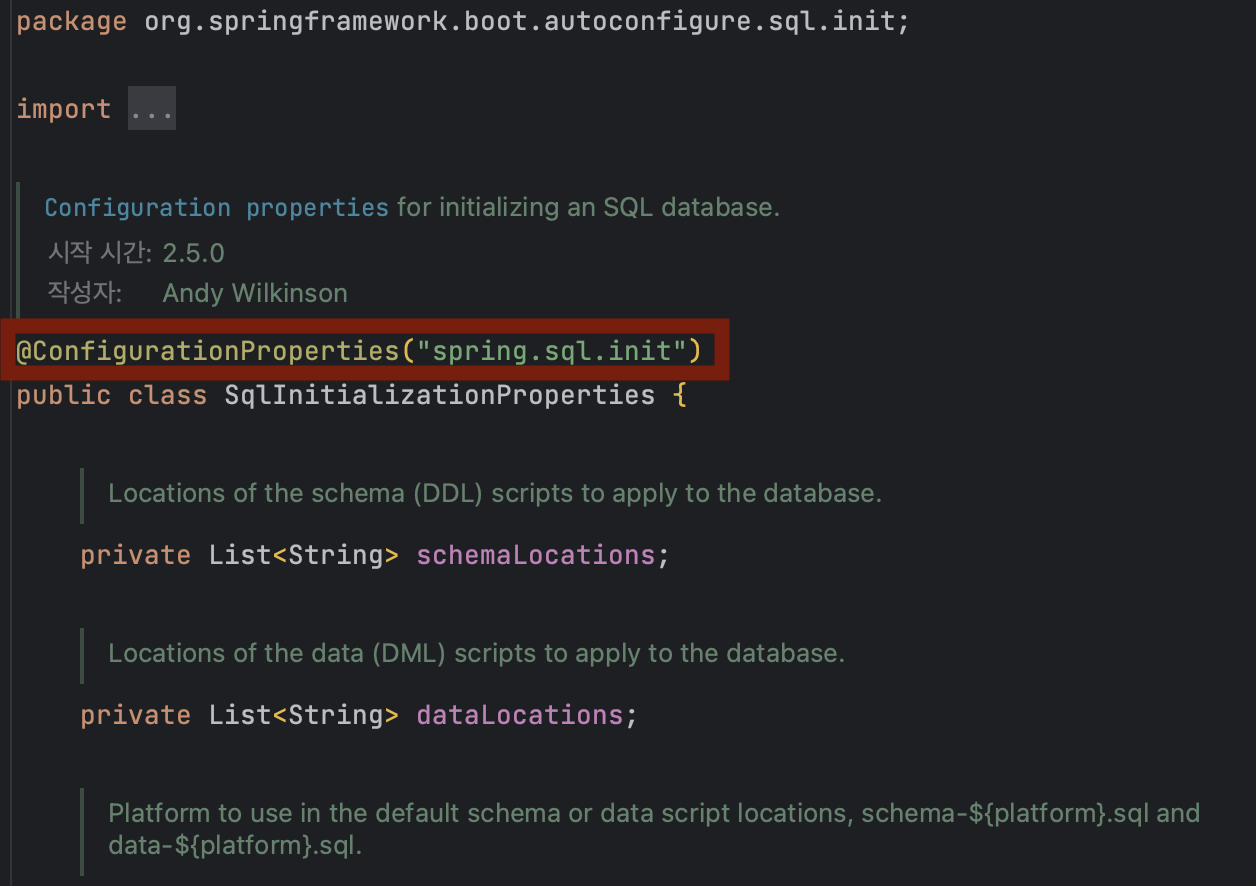 package org.springframework.boot.autoconfigure.sql.init;
import ...
Configuration properties for initializing an SQL database.
시작 시간: 2.5.0
작성자: Andy Wilkinson
@ConfigurationProperties("spring.sql.init")
public class SqlInitializationProperties {
Locations of the schema (DDL) scripts to apply to the database.
private List<String> schemaLocations;
Locations of the data (DML) scripts to apply to the database.
private List<String> dataLocations;
Platform to use in the default schema or data script locations, schema-${platform}.sql and
data-${platform}.sql.